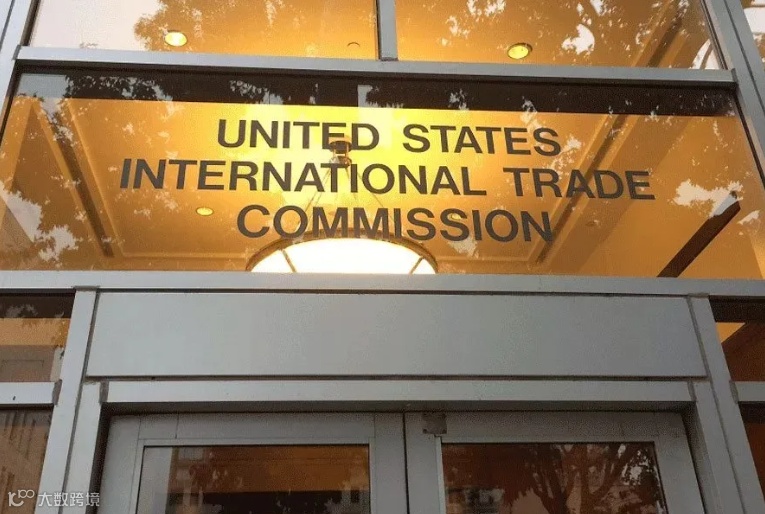 UNITED STATES
INTERNATIONAL TRADE
COMMISSION
大数跨境